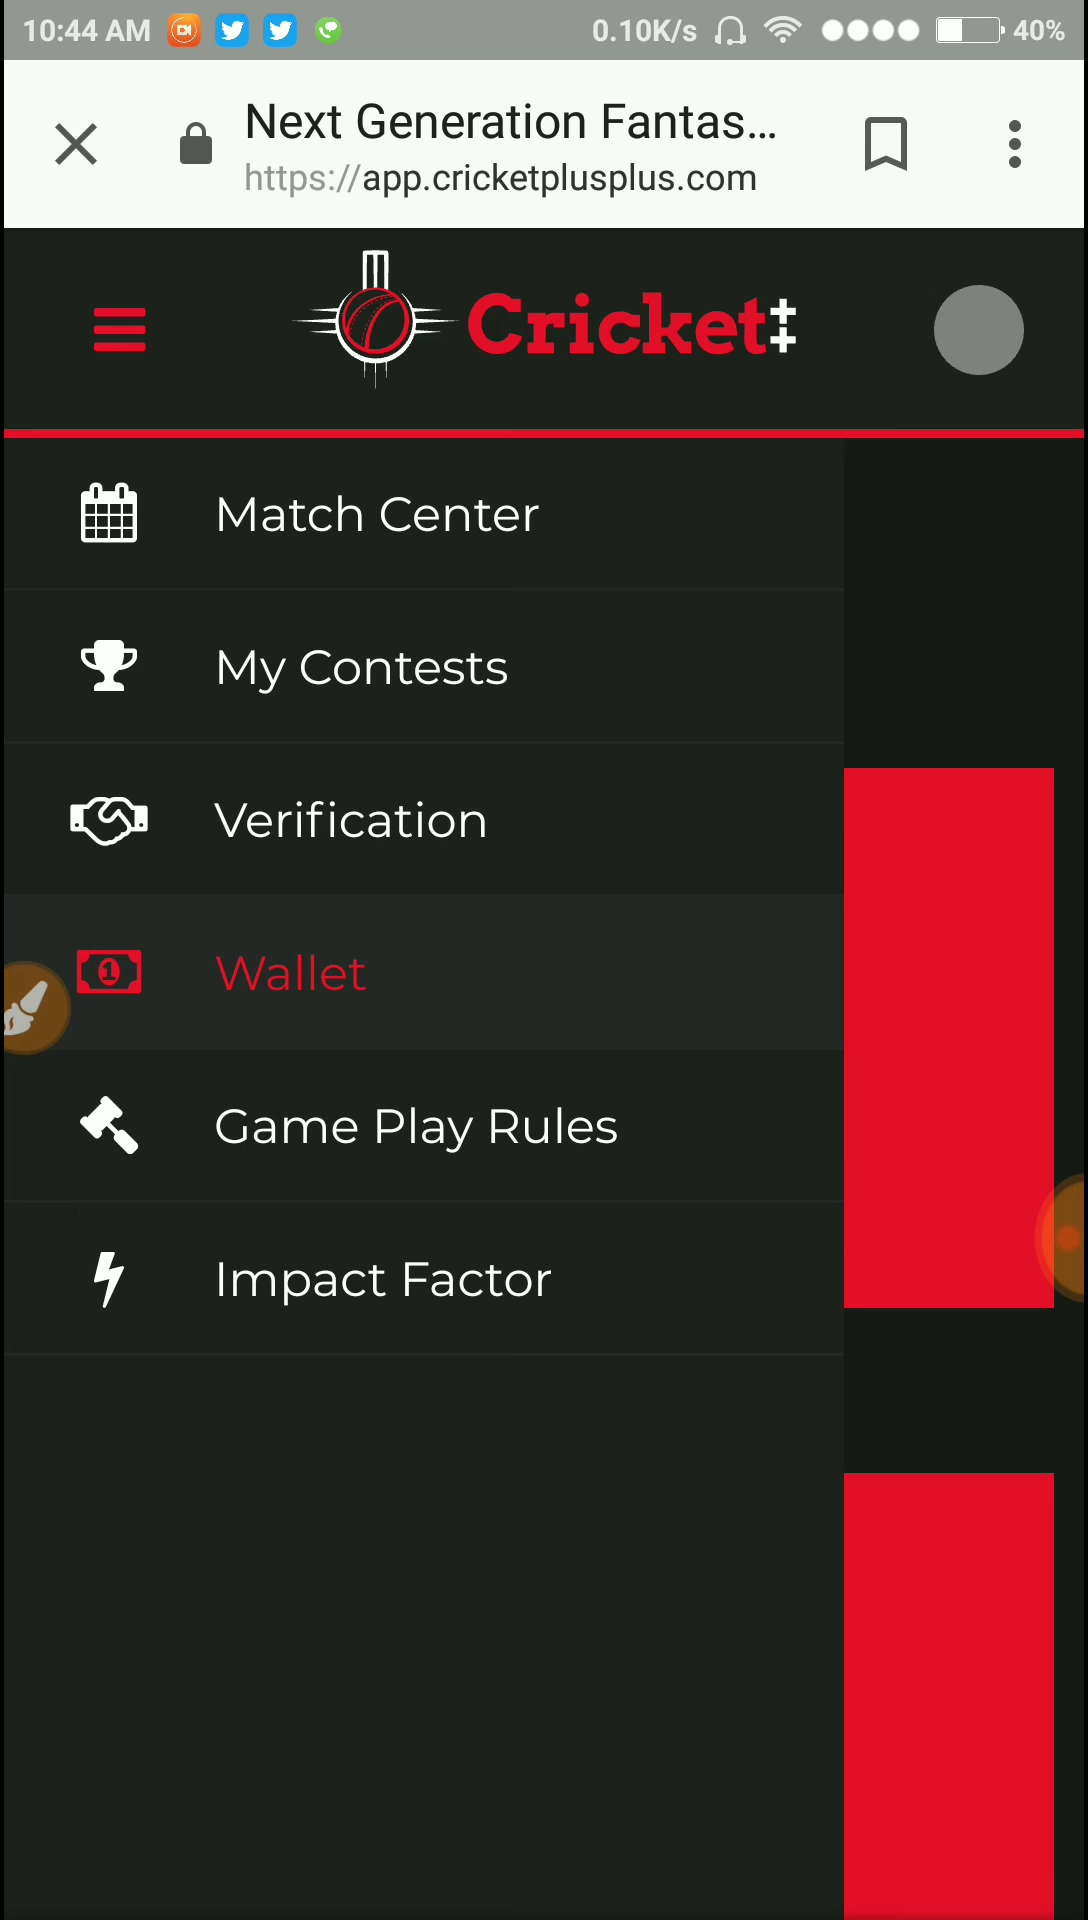 10:44 AM 0.10K/s 40%
Next Generation Fantas...
https://app.cricketplusplus.com
Cricket++
Match Center
My Contests
Verification
1 Wallet
Game Play Rules
Impact Factor